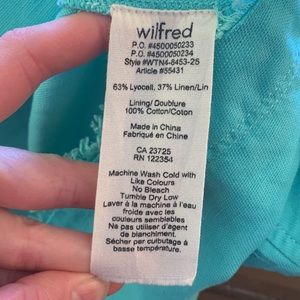 wilfred
P.O. #4500050233
P.O. #4500050234
Style #WTN4-8453-25
Article #55431
63% Lyocell, 37% Linen/Lin
Lining/ Doublure
100% Cotton/Coton
Made in China
Fabriqué en China
CA 23725
RN 122354
Machine Wash Cold with
Like Colours
No Bleach
Tumble Dry Low
Laver à la machine à l'eau
froide avec les
couleurs semblables
Ne pas utiliser d'agent
de blanchiment
Sécher par culbutage à
basse température.